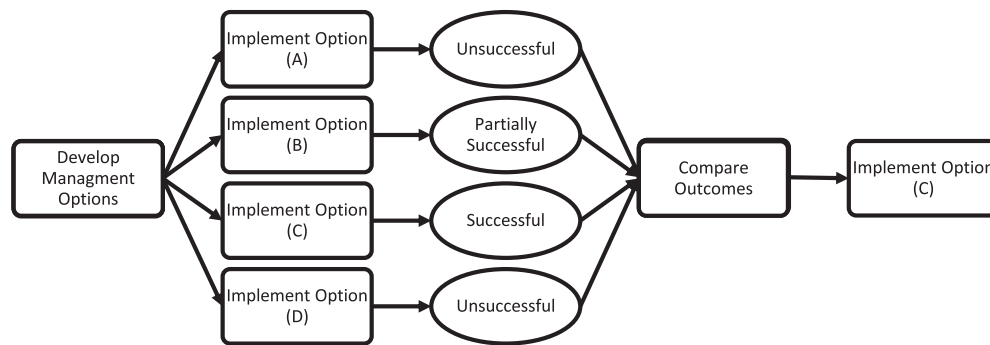 Develop
Managment
Options
Implement Option
(A)
Unsuccessful
Implement Option
(B)
Partially
Successful
Implement Option
(C)
Successful
Implement Option
(D)
Unsuccessful
Compare
Outcomes
Implement Option
(C)